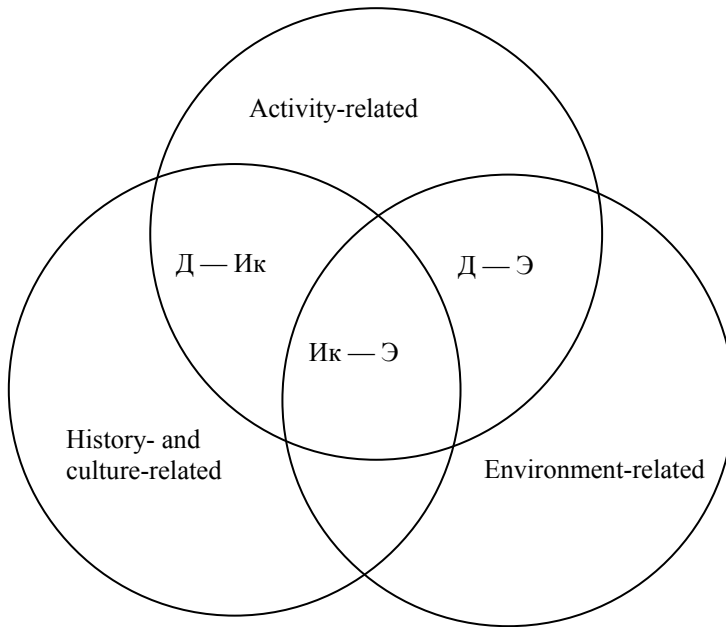 Activity-related
Д — Ик
Д — Э
Ик — Э
History- and
culture-related
Environment-related